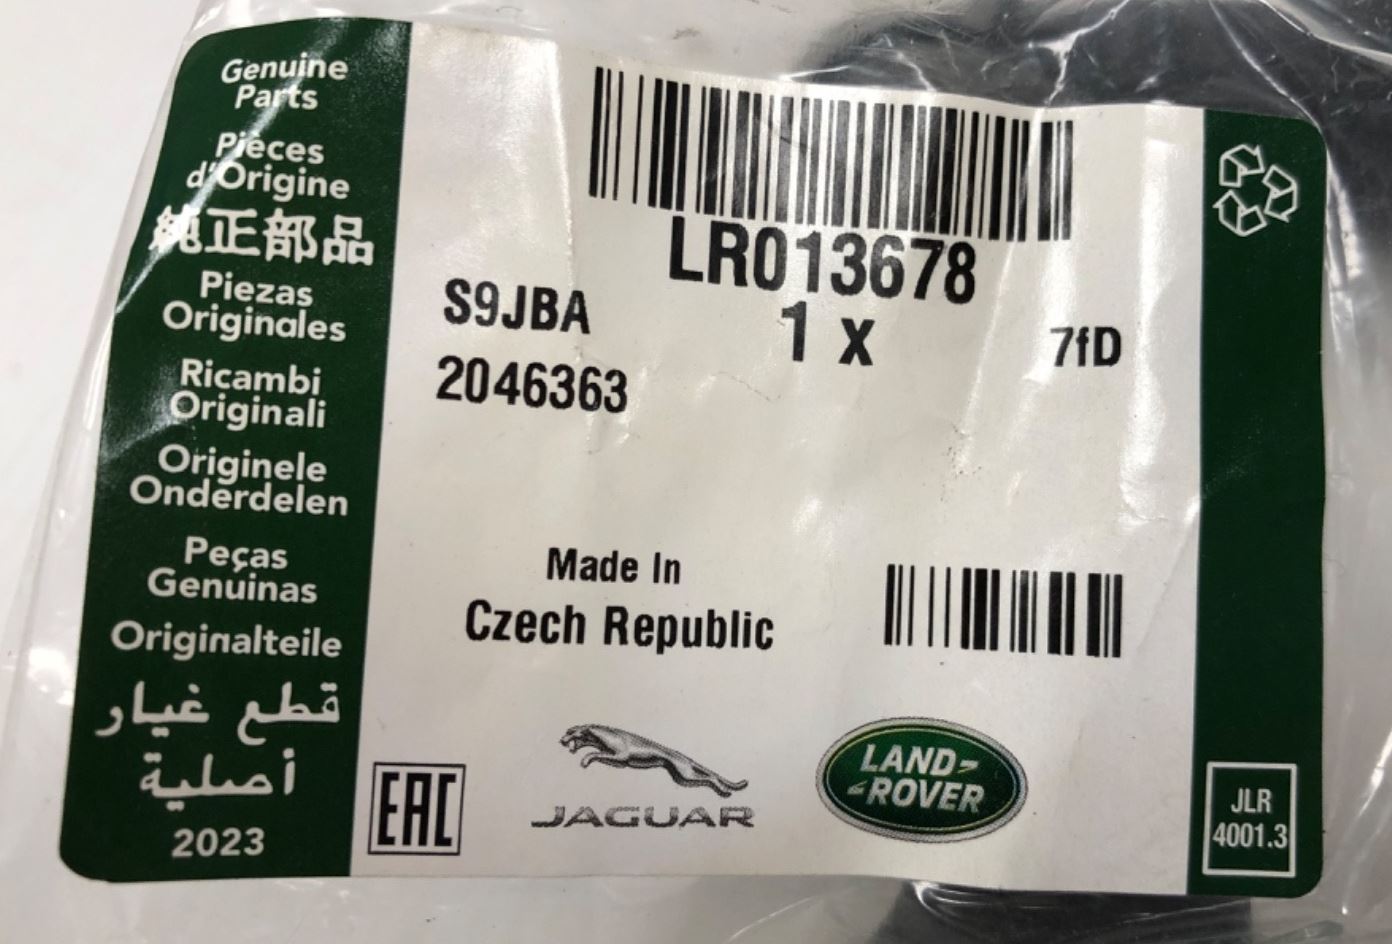 Genuine
Parts
Pièces
d'Origine
純正部品
Piezas
Originales
Ricambi
Originali
Originele
Onderdelen
Peças
Genuinas
Originalteile
قطع غيار
أصلية
2023
LR013678
S9JBA
1 x
7fD
2046363
Made In
Czech Republic
EAC
JAGUAR
LAND-
-ROVER
JLR
4001.3